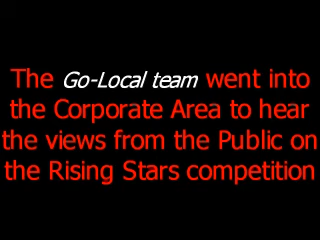 The Go-Local team went into
the Corporate Area to hear
the views from the Public on
the Rising Stars competition